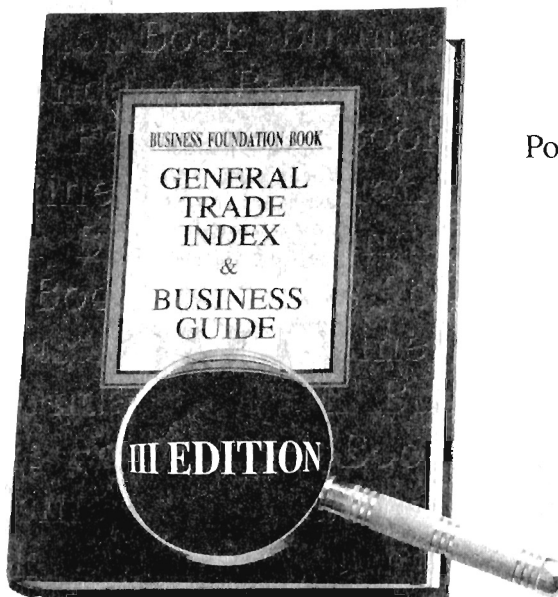 BUSINESS FOUNDATION BOOK
GENERAL
TRADE
INDEX
&
BUSINESS
GUIDE
III EDITION
Po